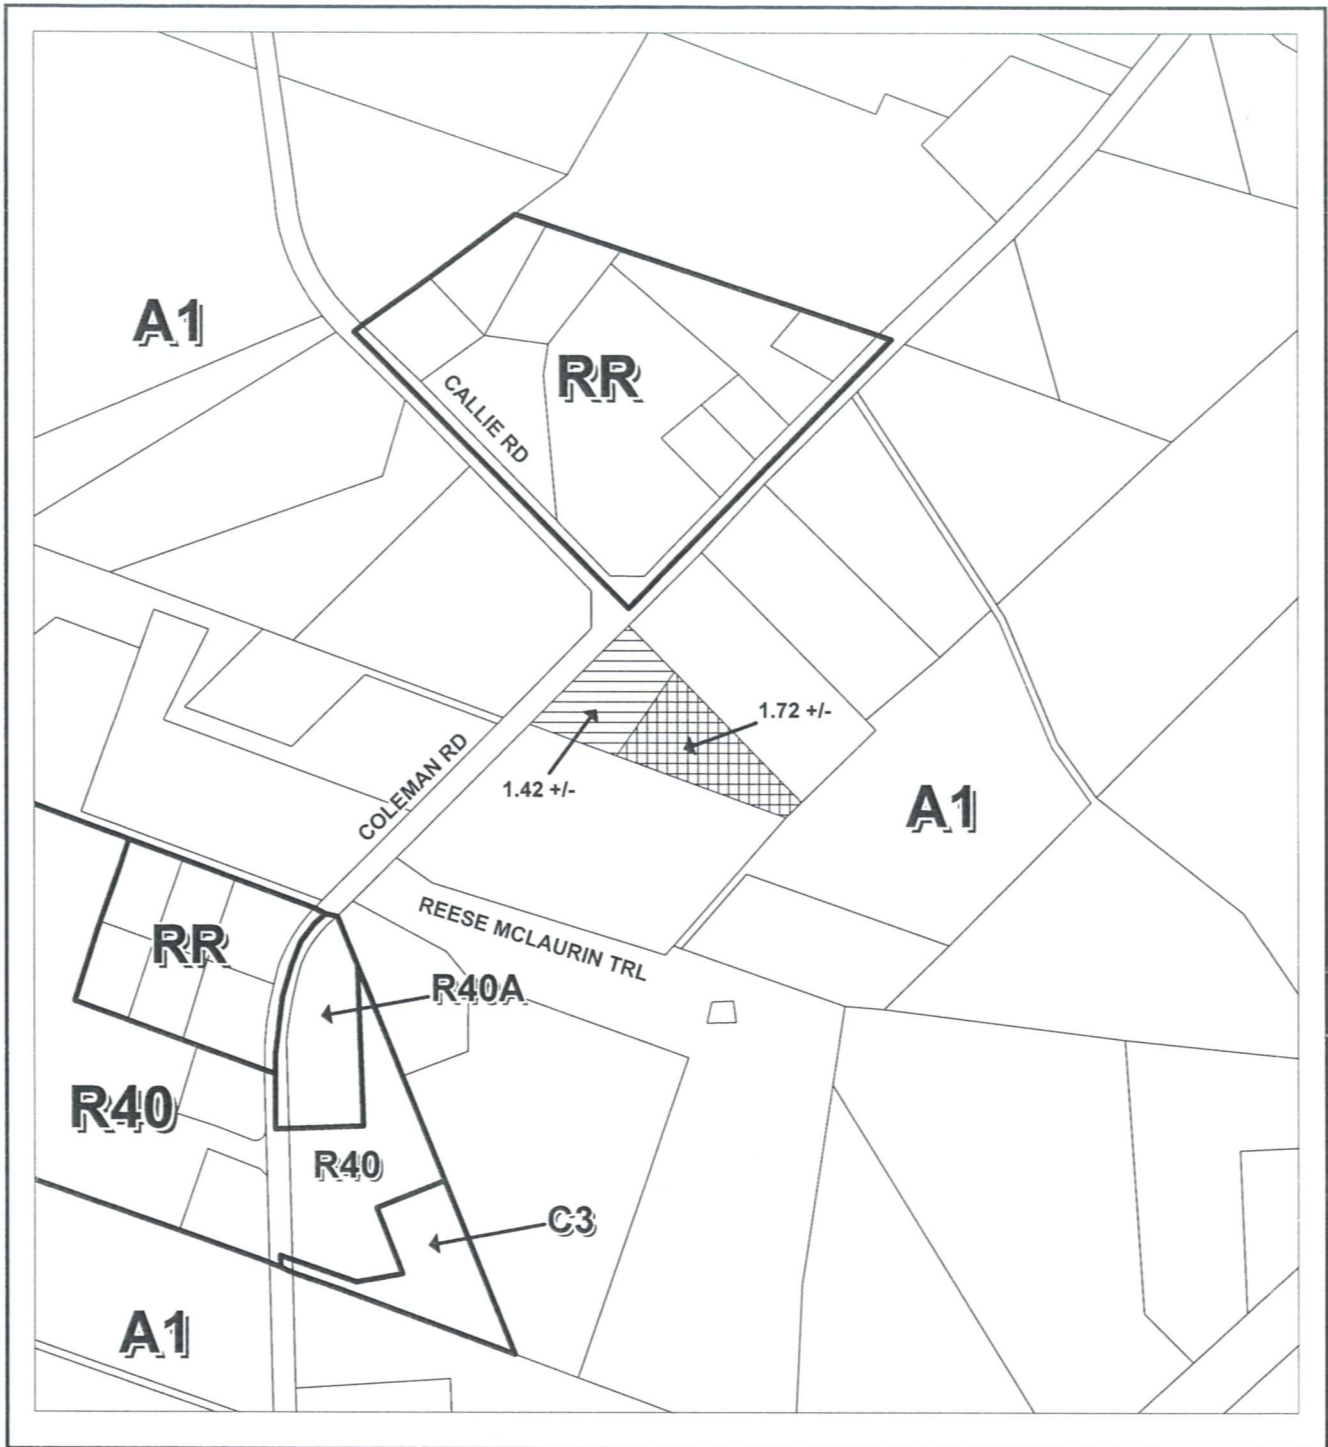 A1
RR
CALLIE RD
1.72 +/-
1.42 +/-
COLEMAN RD
A1
REESE MCLAURIN TRL
RR
R40A
R40
R40
C3
A1